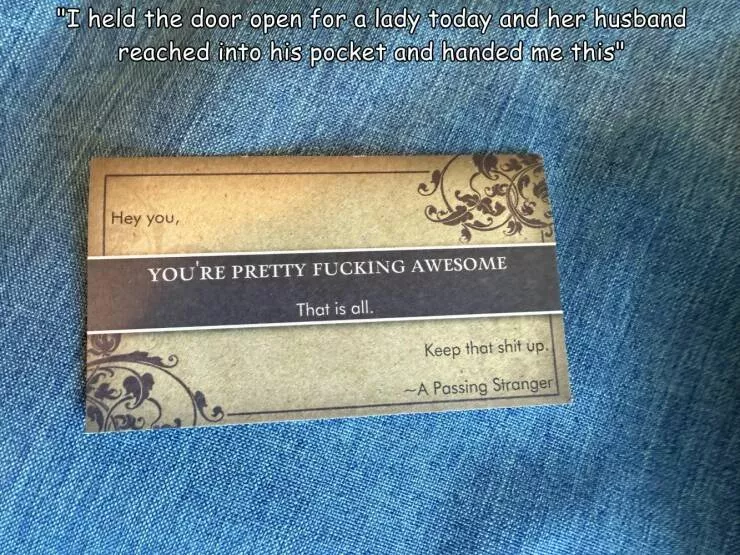 "I held the door open for a lady today and her husband
reached into his pocket and handed me this"
Hey you,
YOU'RE PRETTY FUCKING AWESOME
That is all.
Keep that shit up.
~A Passing Stranger